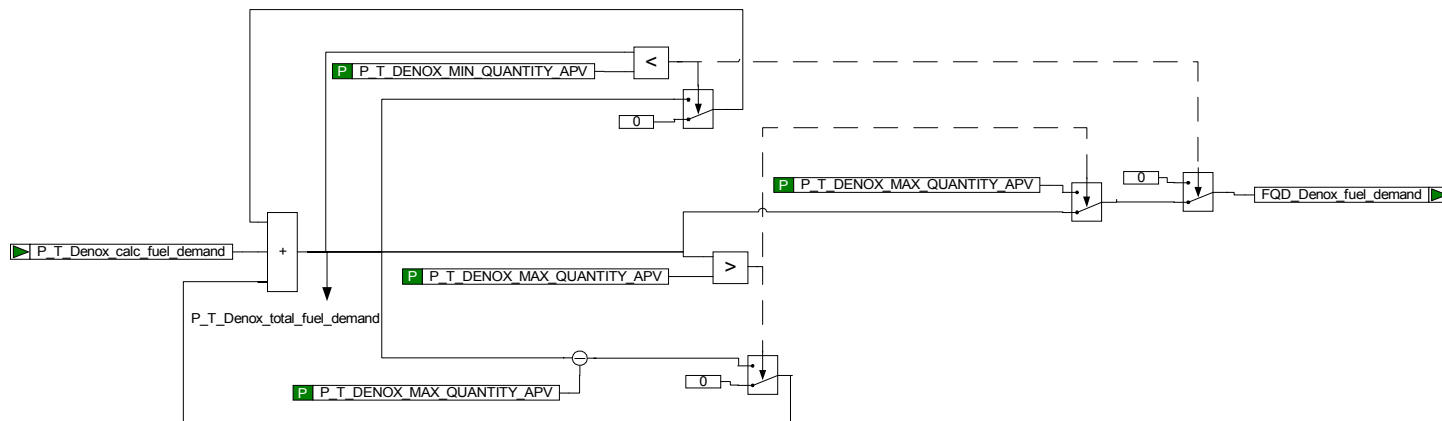 <
P P_T_DENOX_MIN_QUANTITY_APV
0
P P_T_DENOX_MAX_QUANTITY_APV
0
FQD_Denox_fuel_demand
P_T_Denox_calc_fuel_demand
+
>
P P_T_DENOX_MAX_QUANTITY_APV
P_T_Denox_total_fuel_demand
−
0
P P_T_DENOX_MAX_QUANTITY_APV